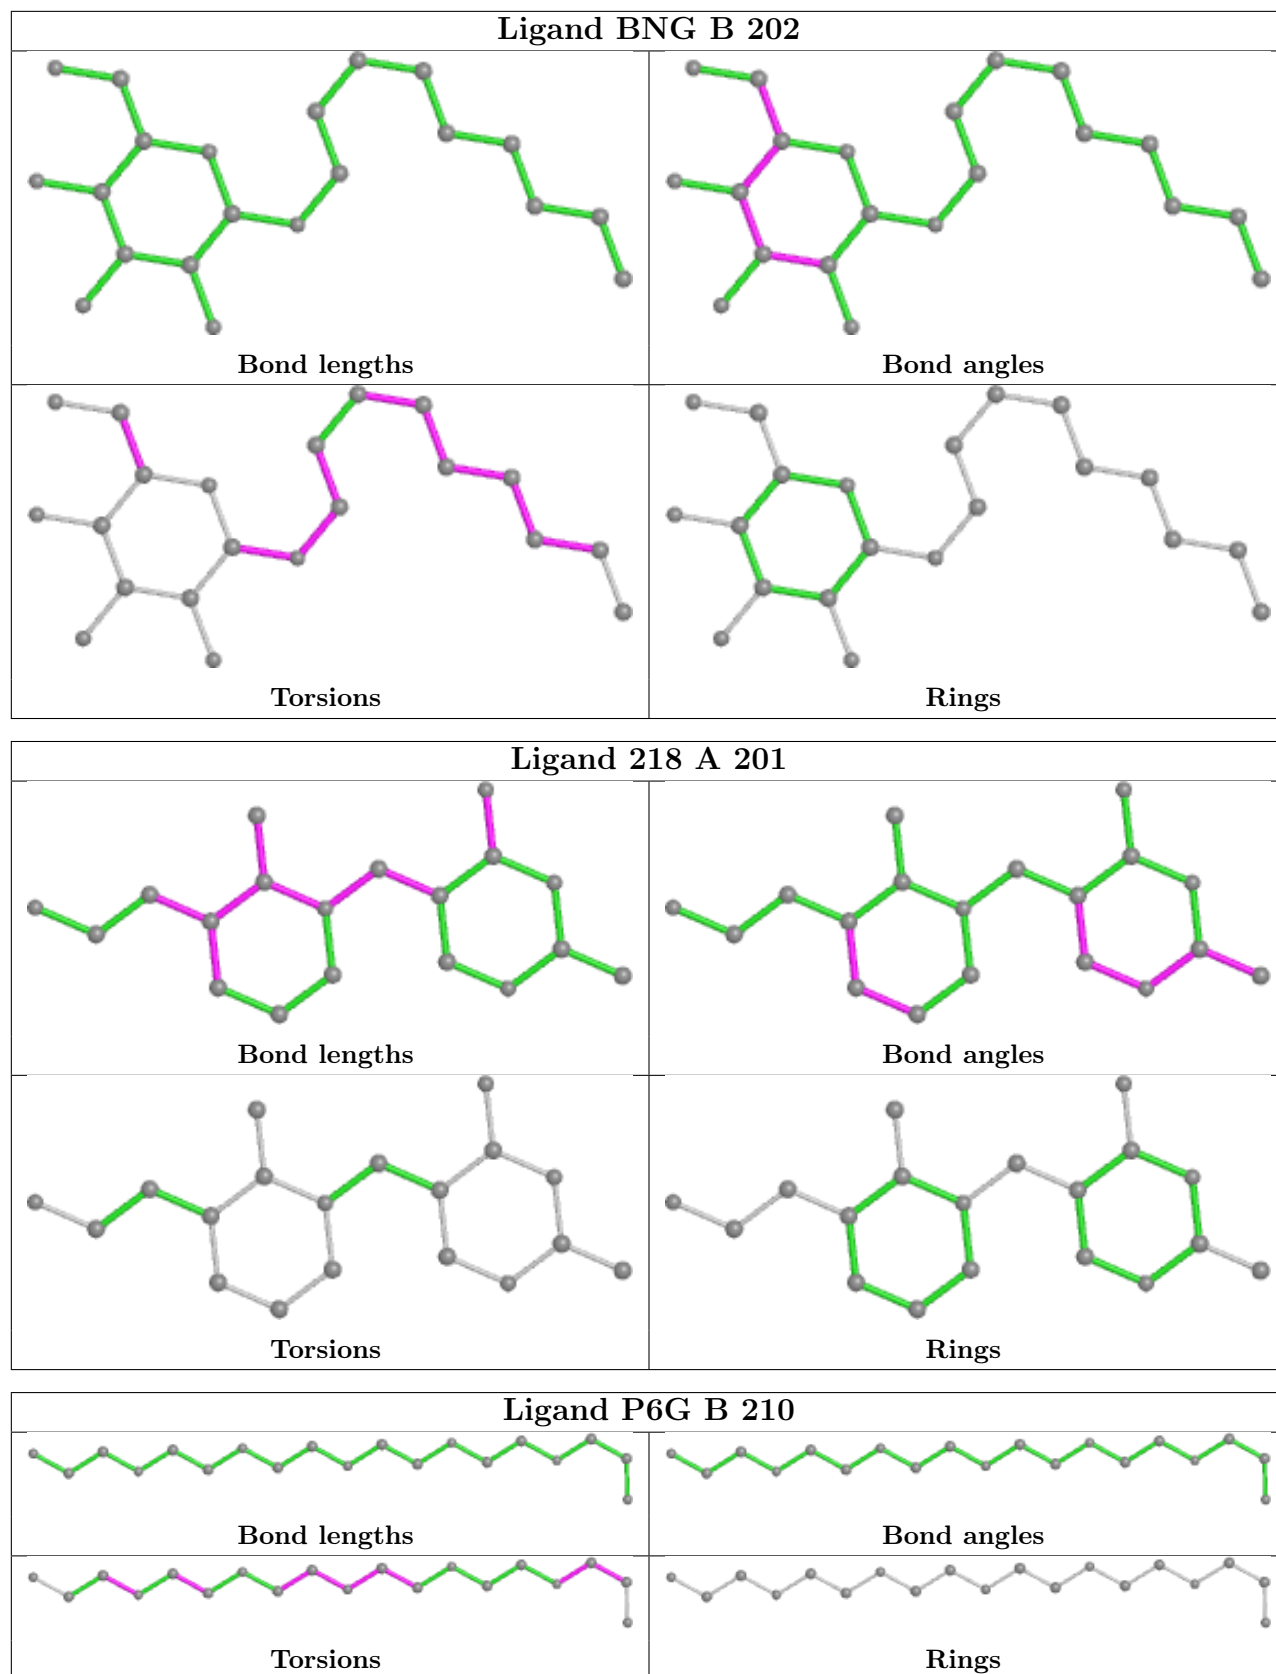 Ligand BNG B 202
Bond lengths
Bond angles
Torsions
Rings
Ligand 218 A 201
Bond lengths
Bond angles
Torsions
Rings
Ligand P6G B 210
Bond lengths
Bond angles
Torsions
Rings